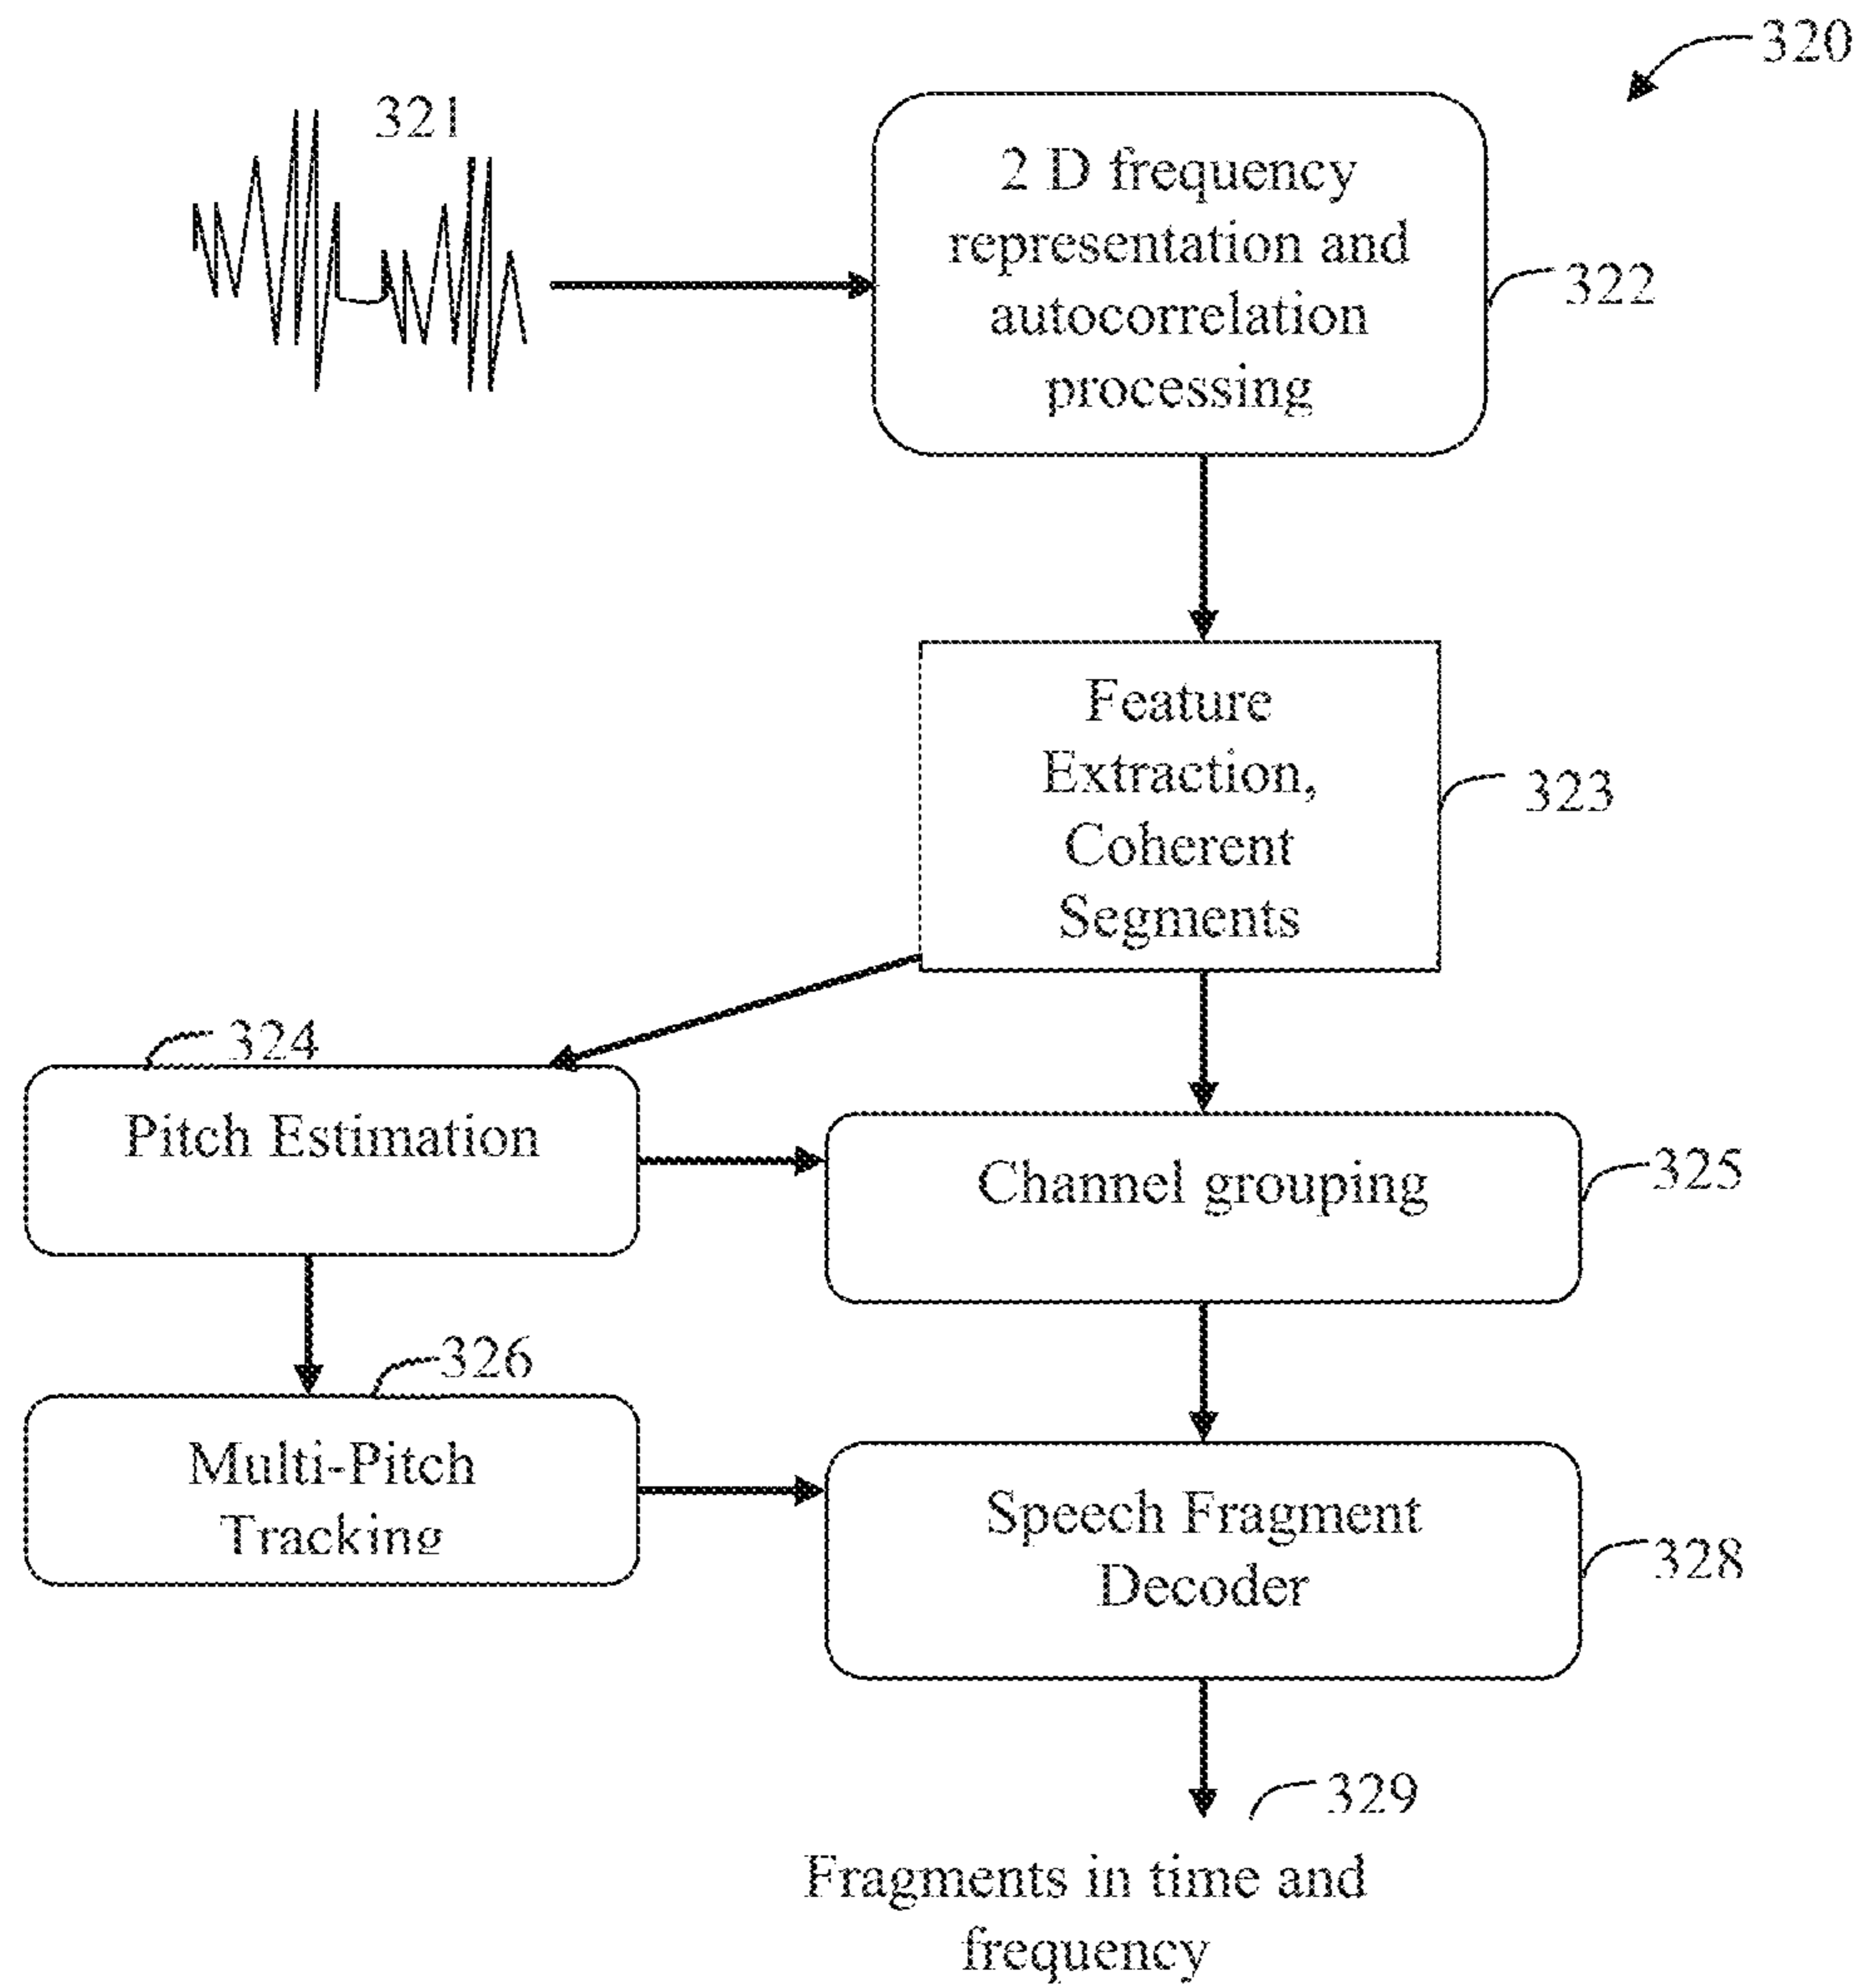 320
321
2 D frequency
representation and
autocorrelation
processing
322
Feature
Extraction,
Coherent
Segments
323
324
Pitch Estimation
Channel grouping
325
326
Multi-Pitch
Tracking
Speech Fragment
Decoder
328
329
Fragments in time and
frequency